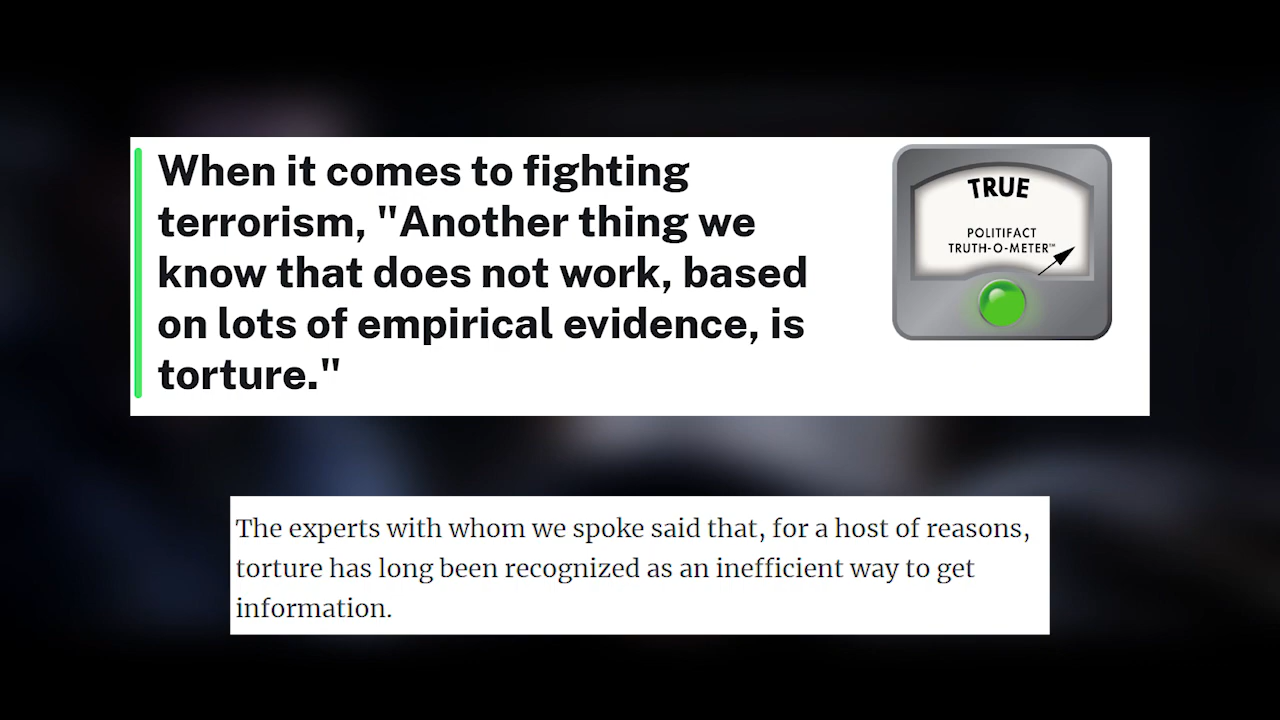 When it comes to fighting
terrorism, "Another thing we
know that does not work, based
on lots of empirical evidence, is
torture."
TRUE
POLITIFACT
TRUTH-O-METER™
The experts with whom we spoke said that, for a host of reasons,
torture has long been recognized as an inefficient way to get
information.